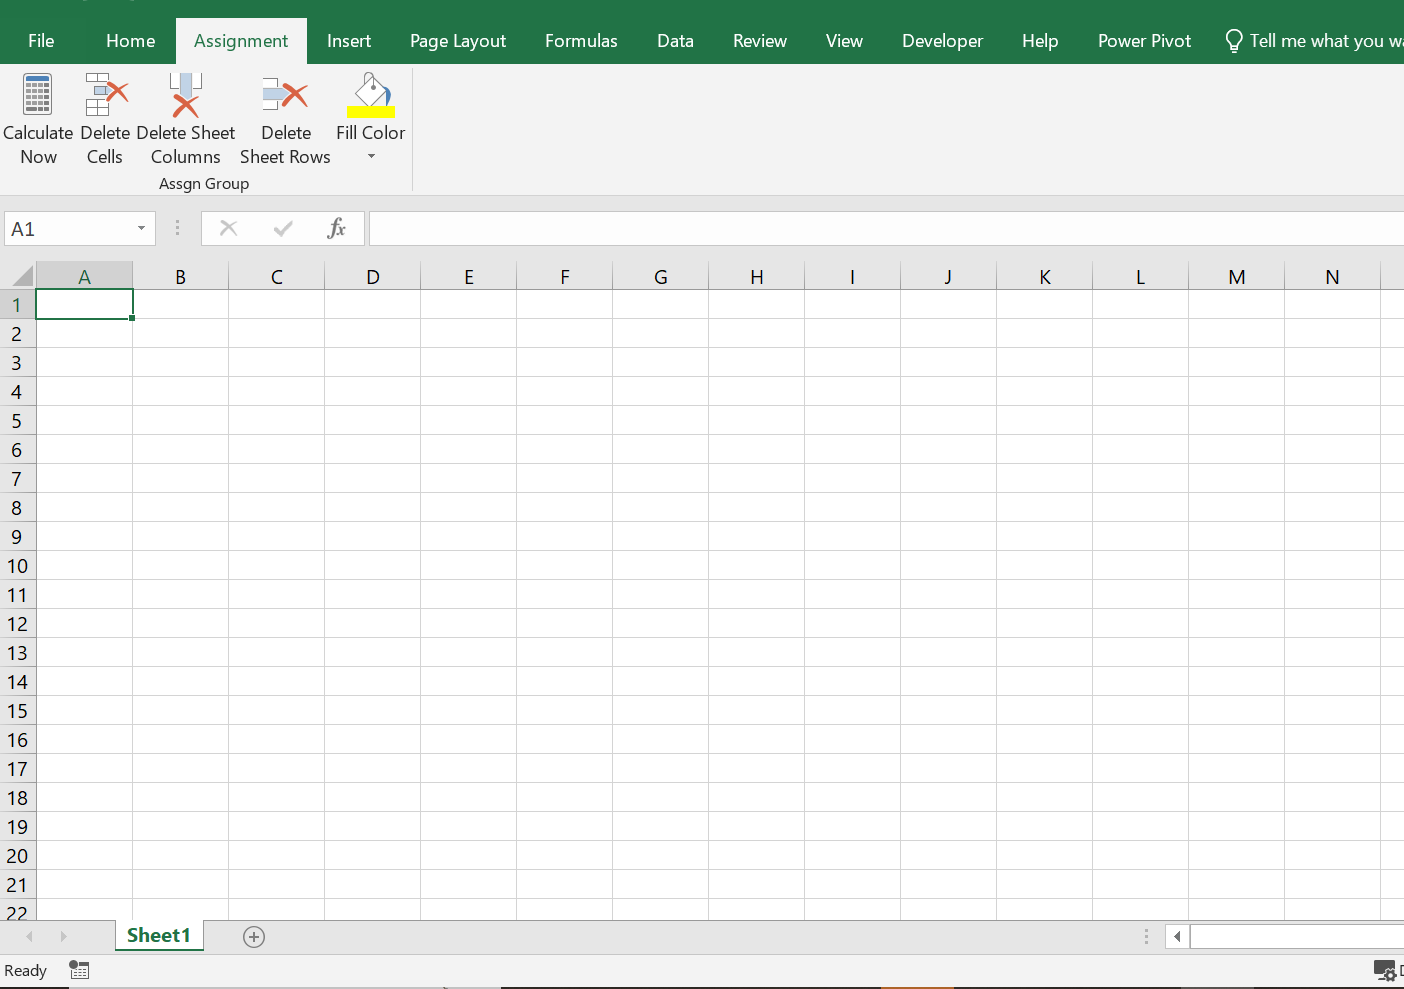 File Home Assignment Insert Page Layout Formulas Data Review View Developer Help Power Pivot Tell me what you
Calculate Now
Delete Cells
Delete Sheet Columns
Delete Sheet Rows
Fill Color
Assgn Group
A1 fx
A B C D E F G H I J K L M N
1
2
3
4
5
6
7
8
9
10
11
12
13
14
15
16
17
18
19
20
21
22
Sheet1
Ready